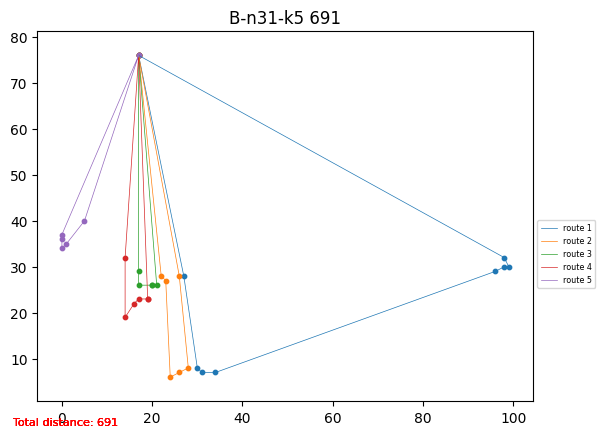 B-n31-k5 691
80
70
60
50
40
30
20
10
0 20 40 60 80 100
route 1
route 2
route 3
route 4
route 5
Total distance: 691